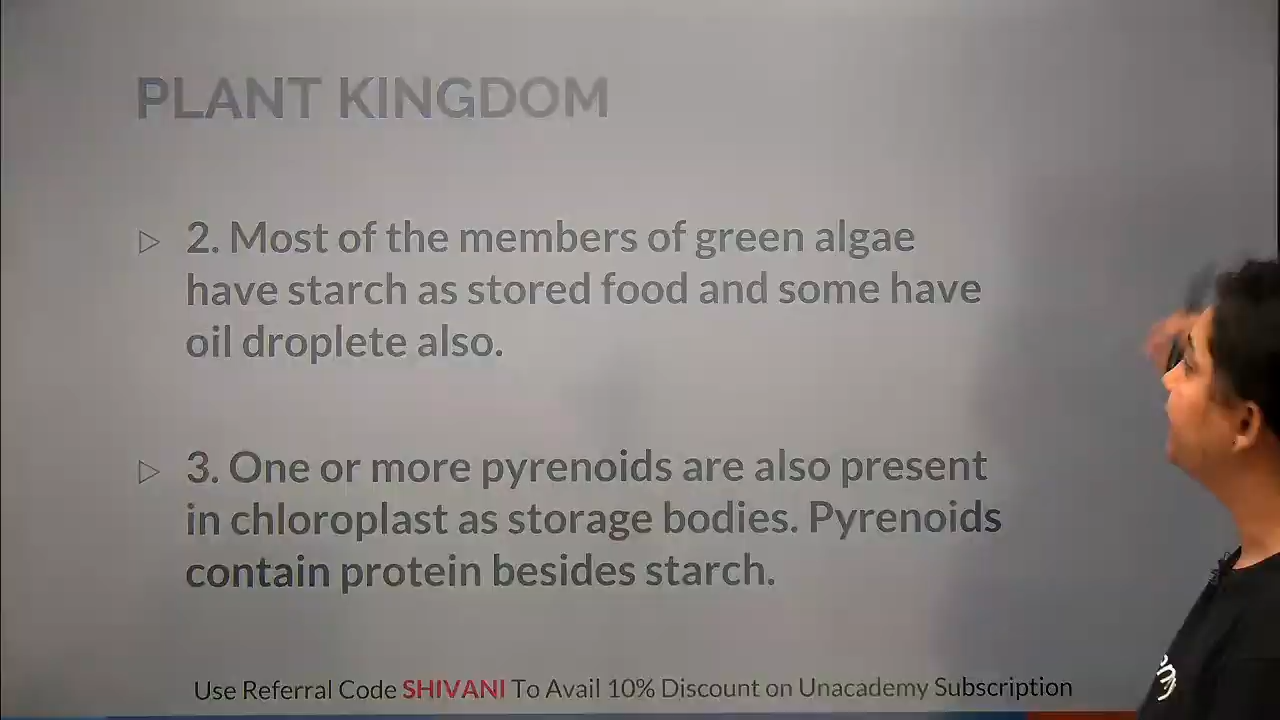 PLANT KINGDOM
▷ 2. Most of the members of green algae
have starch as stored food and some have
oil droplete also.
▷ 3. One or more pyrenoids are also present
in chloroplast as storage bodies. Pyrenoids
contain protein besides starch.
Use Referral Code SHIVANI To Avail 10% Discount on Unacademy Subscription